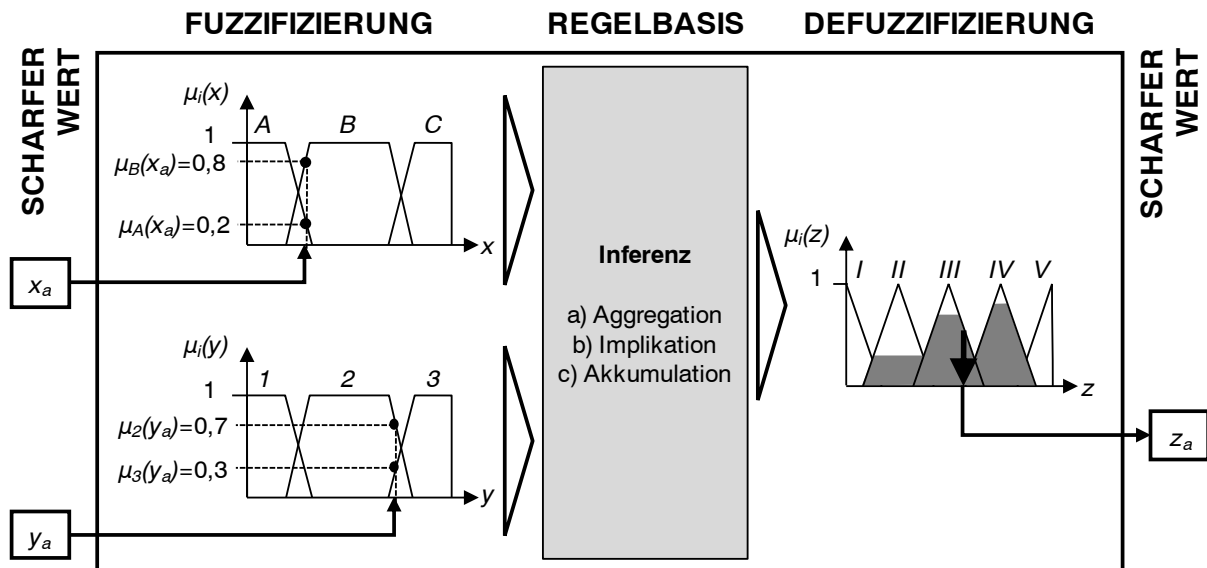 FUZZIFIZIERUNG
REGELBASIS
DEFUZZIFIZIERUNG
SCHARFER
WERT
μi(x)
1
A
B
C
μB(xa)=0,8
μA(xa)=0,2
x
xa
μi(y)
1
1
2
3
μ2(ya)=0,7
μ3(ya)=0,3
y
ya
Inferenz
a) Aggregation
b) Implikation
c) Akkumulation
μi(z)
1
I
II
III
IV
V
z
SCHARFER
WERT
za